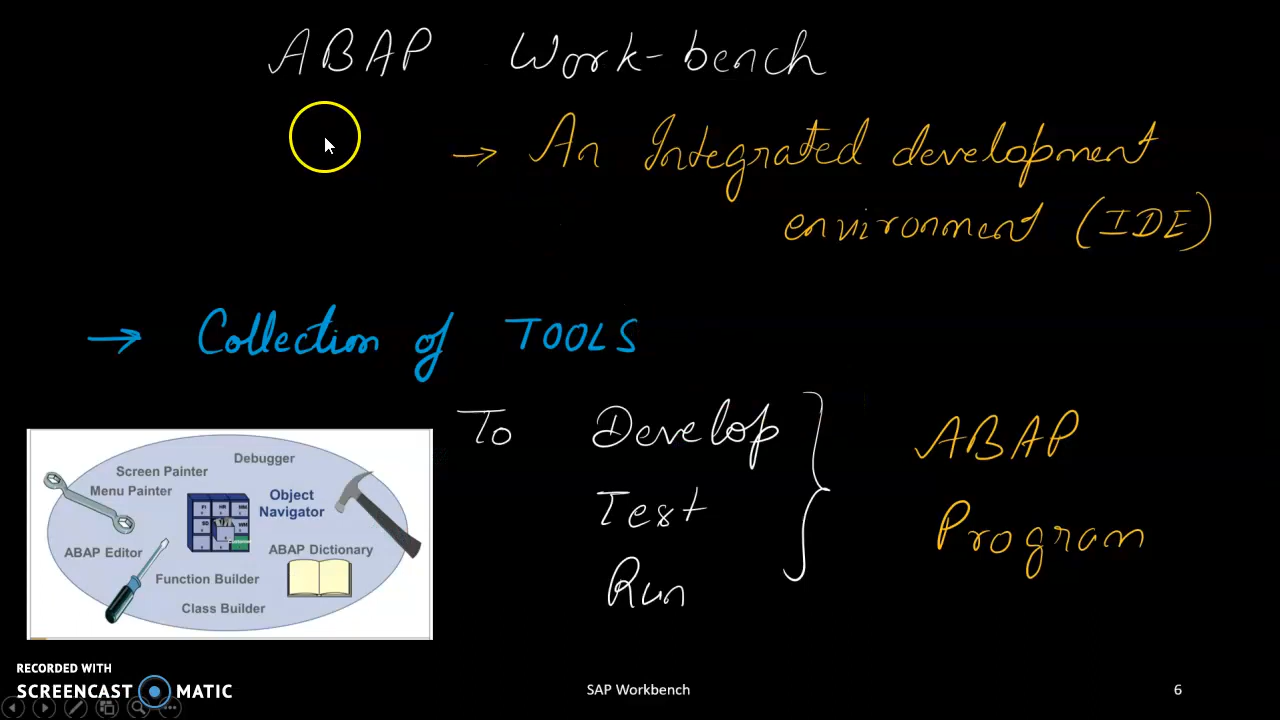 ABAP Work-bench
→ An Integrated development
environment (IDE)
→ Collection of TOOLS
To Develop
Test
Run
ABAP
Program
Debugger
Screen Painter
Menu Painter
Object
Navigator
ABAP Editor
ABAP Dictionary
Function Builder
Class Builder
RECORDED WITH
SCREENCAST MATIC
SAP Workbench
6